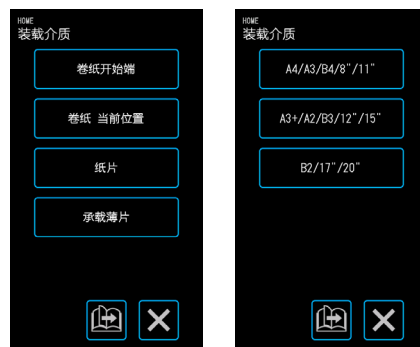 HOME
装载介质
卷纸开始端
卷纸 当前位置
纸片
承载薄片
HOME
装载介质
A4/A3/B4/8"/11"
A3+/A2/B3/12"/15"
B2/17"/20"